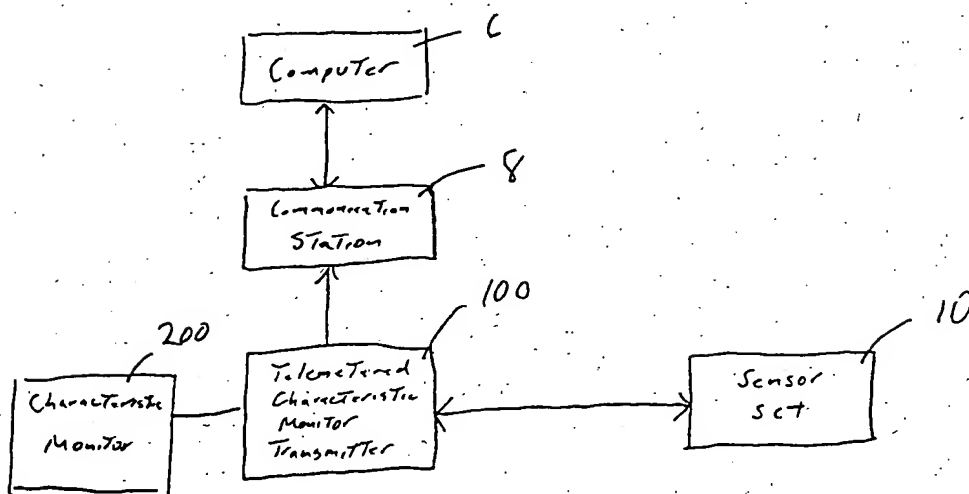 6
Computer
8
Communication
Station
100
200
10
Telemetered
Characteristic
Monitor
Transmitter
Sensor
Set
Characteristic
Monitor